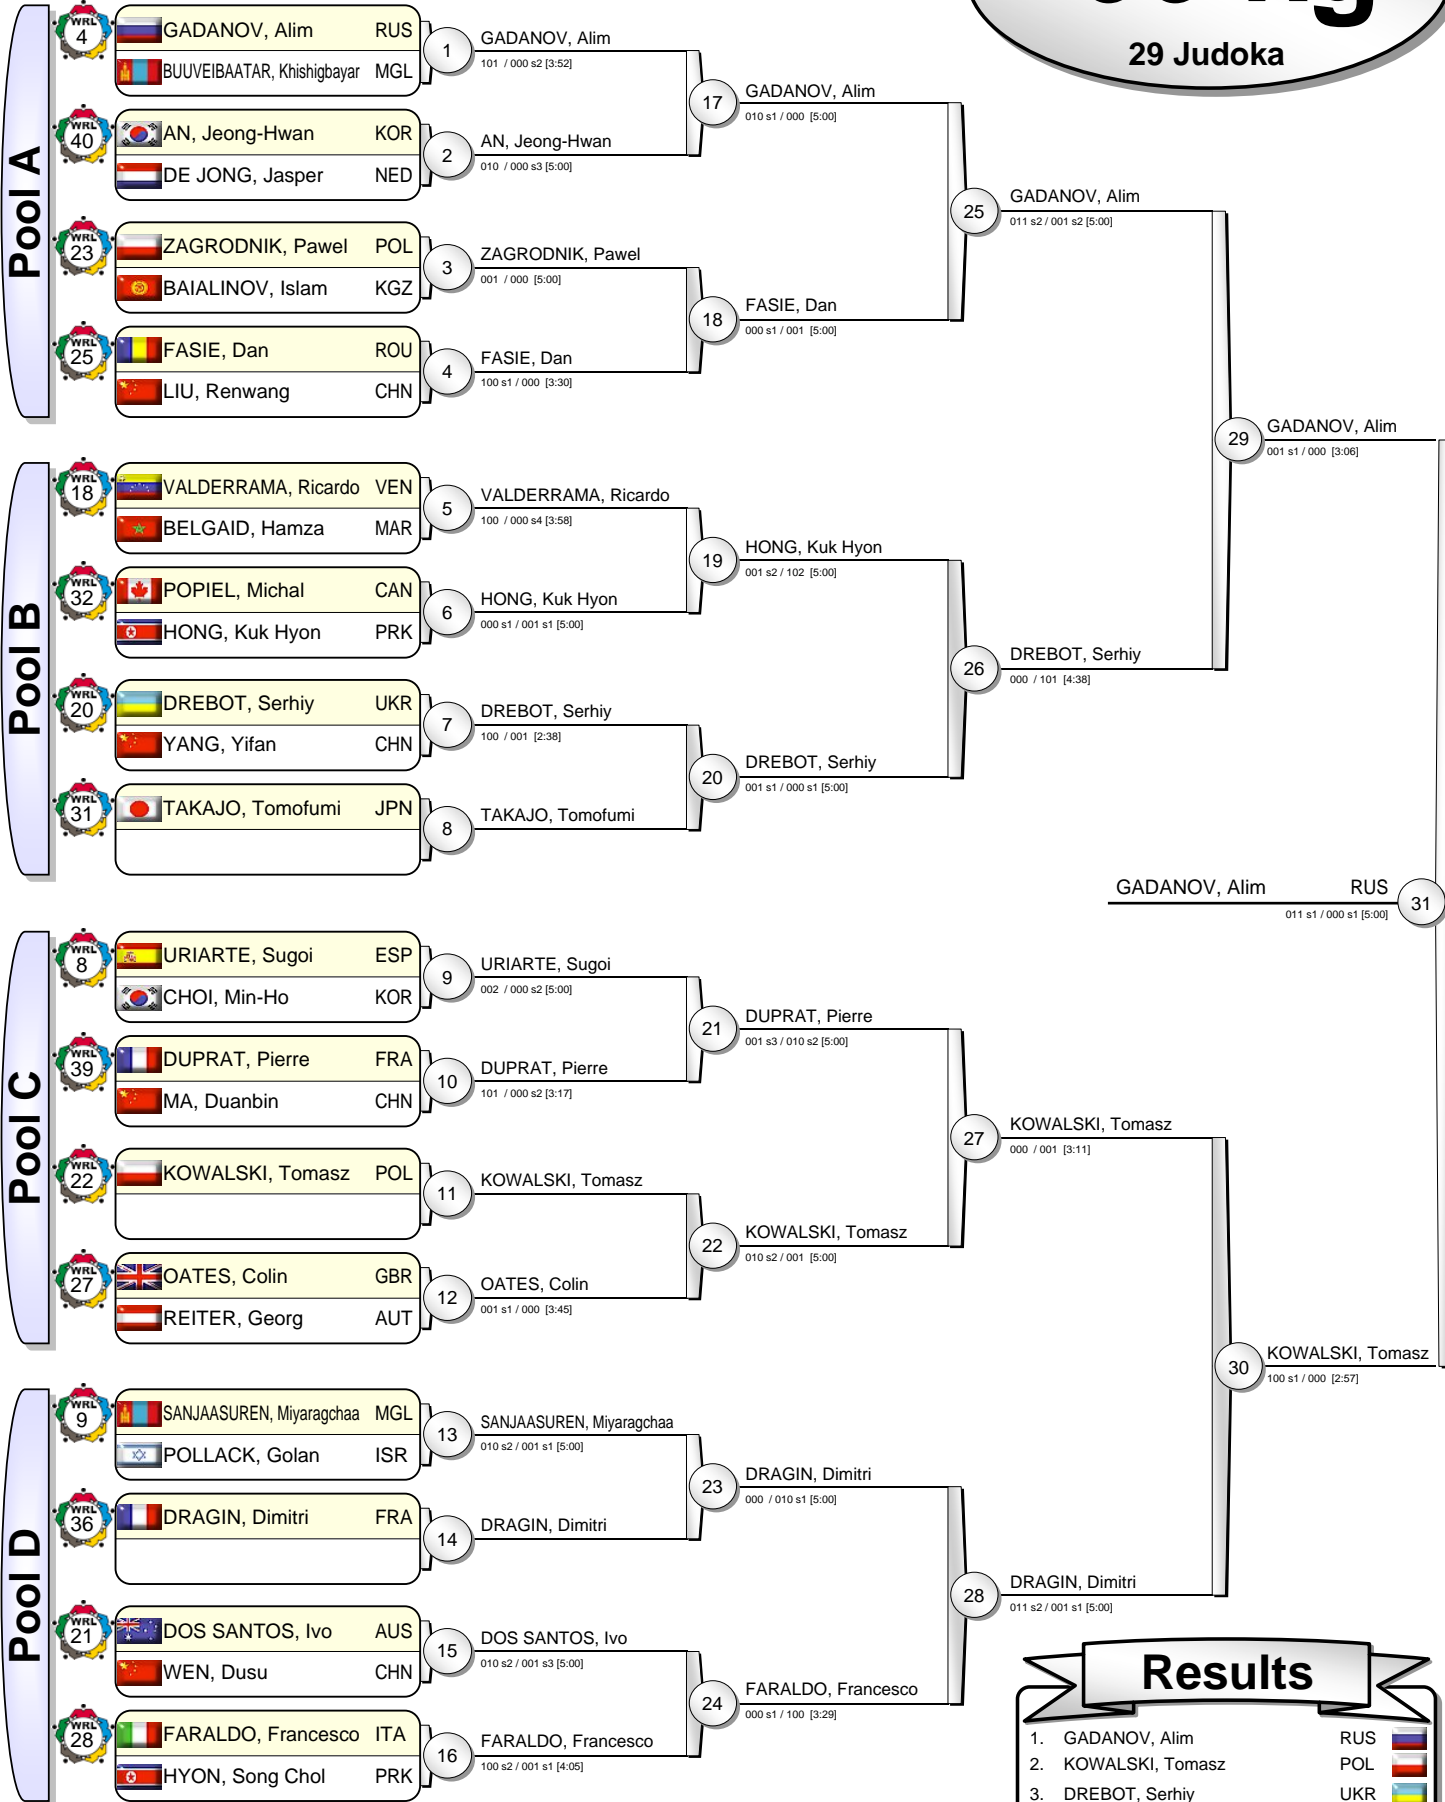 29 Judoka
Pool A
WRL 4 GADANOV, Alim RUS
BUUVEIBAATAR, Khishigbayar MGL
WRL 40 AN, Jeong-Hwan KOR
DE JONG, Jasper NED
WRL 23 ZAGRODNIK, Pawel POL
BAIALINOV, Islam KGZ
WRL 25 FASIE, Dan ROU
LIU, Renwang CHN
1 GADANOV, Alim
101 / 000 s2 [3:52]
2 AN, Jeong-Hwan
010 / 000 s3 [5:00]
3 ZAGRODNIK, Pawel
001 / 000 [5:00]
4 FASIE, Dan
100 s1 / 000 [3:30]
17 GADANOV, Alim
010 s1 / 000 [5:00]
18 FASIE, Dan
000 s1 / 001 [5:00]
25 GADANOV, Alim
011 s2 / 001 s2 [5:00]
Pool B
WRL 18 VALDERRAMA, Ricardo VEN
BELGAID, Hamza MAR
WRL 32 POPIEL, Michal CAN
HONG, Kuk Hyon PRK
WRL 20 DREBOT, Serhiy UKR
YANG, Yifan CHN
WRL 31 TAKAJO, Tomofumi JPN
5 VALDERRAMA, Ricardo
100 / 000 s4 [3:58]
6 HONG, Kuk Hyon
000 s1 / 001 s1 [5:00]
7 DREBOT, Serhiy
100 / 001 [2:38]
8 TAKAJO, Tomofumi
19 HONG, Kuk Hyon
001 s2 / 102 [5:00]
20 DREBOT, Serhiy
001 s1 / 000 s1 [5:00]
26 DREBOT, Serhiy
000 / 101 [4:38]
29 GADANOV, Alim
001 s1 / 000 [3:06]
GADANOV, Alim RUS 31
011 s1 / 000 s1 [5:00]
Pool C
WRL 8 URIARTE, Sugoi ESP
CHOI, Min-Ho KOR
WRL 39 DUPRAT, Pierre FRA
MA, Duanbin CHN
WRL 22 KOWALSKI, Tomasz POL
WRL 27 OATES, Colin GBR
REITER, Georg AUT
9 URIARTE, Sugoi
002 / 000 s2 [5:00]
10 DUPRAT, Pierre
101 / 000 s2 [3:17]
11 KOWALSKI, Tomasz
12 OATES, Colin
001 s1 / 000 [3:45]
21 DUPRAT, Pierre
001 s3 / 010 s2 [5:00]
22 KOWALSKI, Tomasz
010 s2 / 001 [5:00]
27 KOWALSKI, Tomasz
000 / 001 [3:11]
Pool D
WRL 9 SANJAASUREN, Miyaragchaa MGL
POLLACK, Golan ISR
WRL 36 DRAGIN, Dimitri FRA
WRL 21 DOS SANTOS, Ivo AUS
WEN, Dusu CHN
WRL 28 FARALDO, Francesco ITA
HYON, Song Chol PRK
13 SANJAASUREN, Miyaragchaa
010 s2 / 001 s1 [5:00]
14 DRAGIN, Dimitri
15 DOS SANTOS, Ivo
010 s2 / 001 s3 [5:00]
16 FARALDO, Francesco
100 s2 / 001 s1 [4:05]
23 DRAGIN, Dimitri
000 / 010 s1 [5:00]
24 FARALDO, Francesco
000 s1 / 100 [3:29]
28 DRAGIN, Dimitri
011 s2 / 001 s1 [5:00]
30 KOWALSKI, Tomasz
100 s1 / 000 [2:57]
Results
1. GADANOV, Alim RUS
2. KOWALSKI, Tomasz POL
3. DREBOT, Serhiy UKR